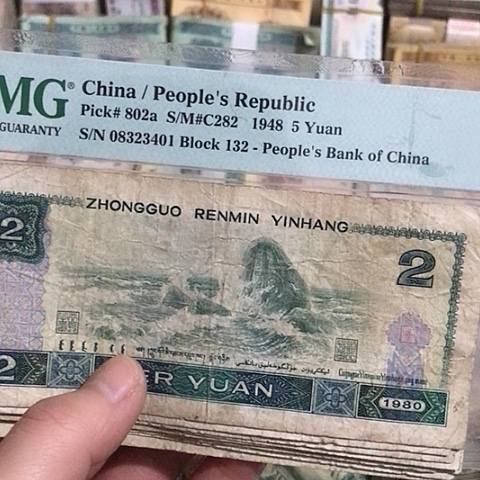 MG® China / People's Republic
Pick# 802a S/M#C282 1948 5 Yuan
GUARANTY
S/N 08323401 Block 132 - People's Bank of China
ZHONGGUO RENMIN YINHANG
2
2
2
ER YUAN
1980